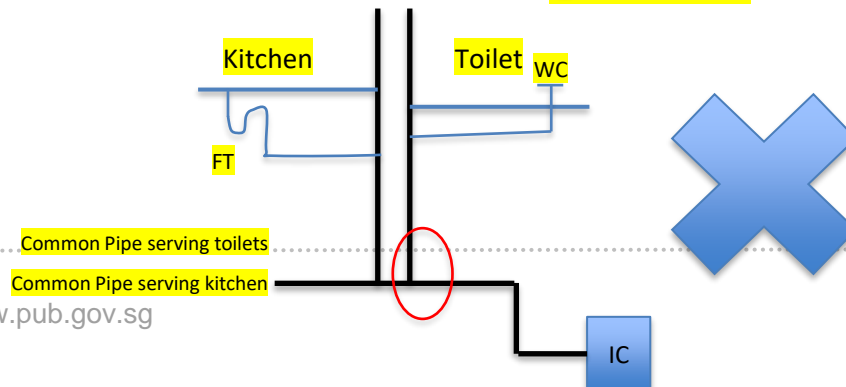 Kitchen
Toilet
WC
FT
Common Pipe serving toilets
Common Pipe serving kitchen
w.pub.gov.sg
IC